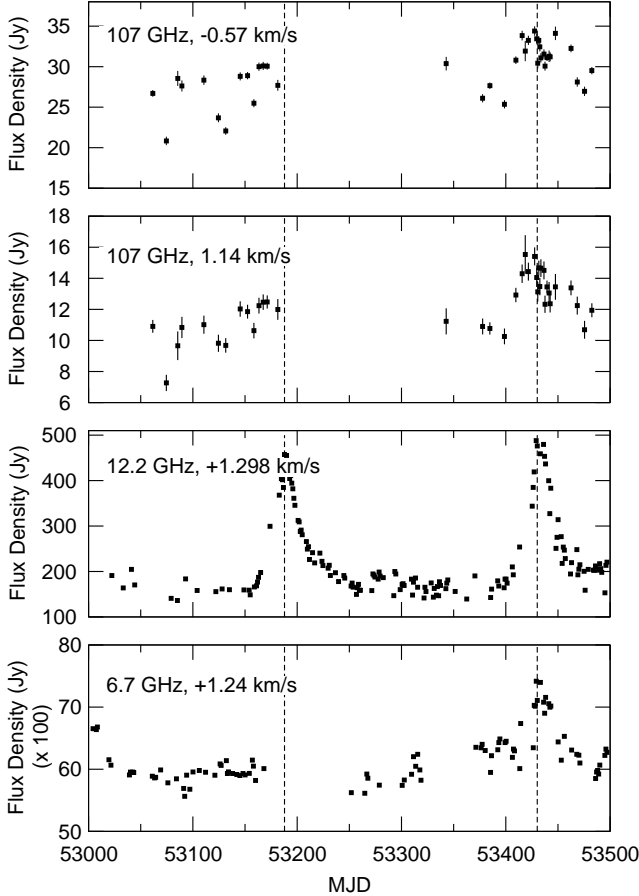 107 GHz, -0.57 km/s
35
30
25
20
15
Flux Density (Jy)
107 GHz, 1.14 km/s
18
16
14
12
10
8
6
Flux Density (Jy)
12.2 GHz, +1.298 km/s
500
400
300
200
100
Flux Density (Jy)
6.7 GHz, +1.24 km/s
80
70
60
50
Flux Density (Jy)
(x 100)
53000 53100 53200 53300 53400 53500
MJD